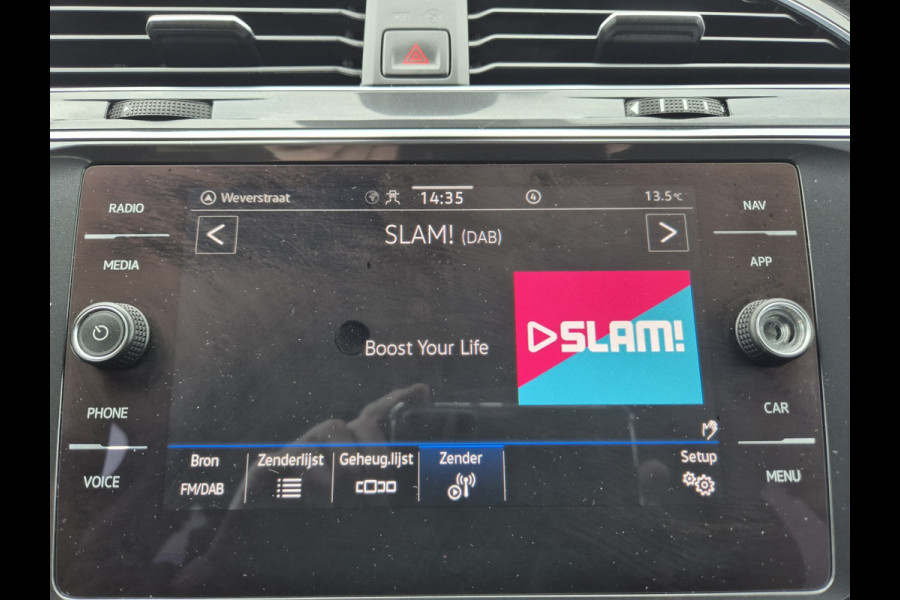 Weverstraat 14:35 4 13.5°C
RADIO
MEDIA
PHONE
VOICE
< SLAM! (DAB) >
Boost Your Life
SLAM!
Bron Zenderlijst Geheug.lijst Zender Setup
FM/DAB
NAV
APP
CAR
MENU